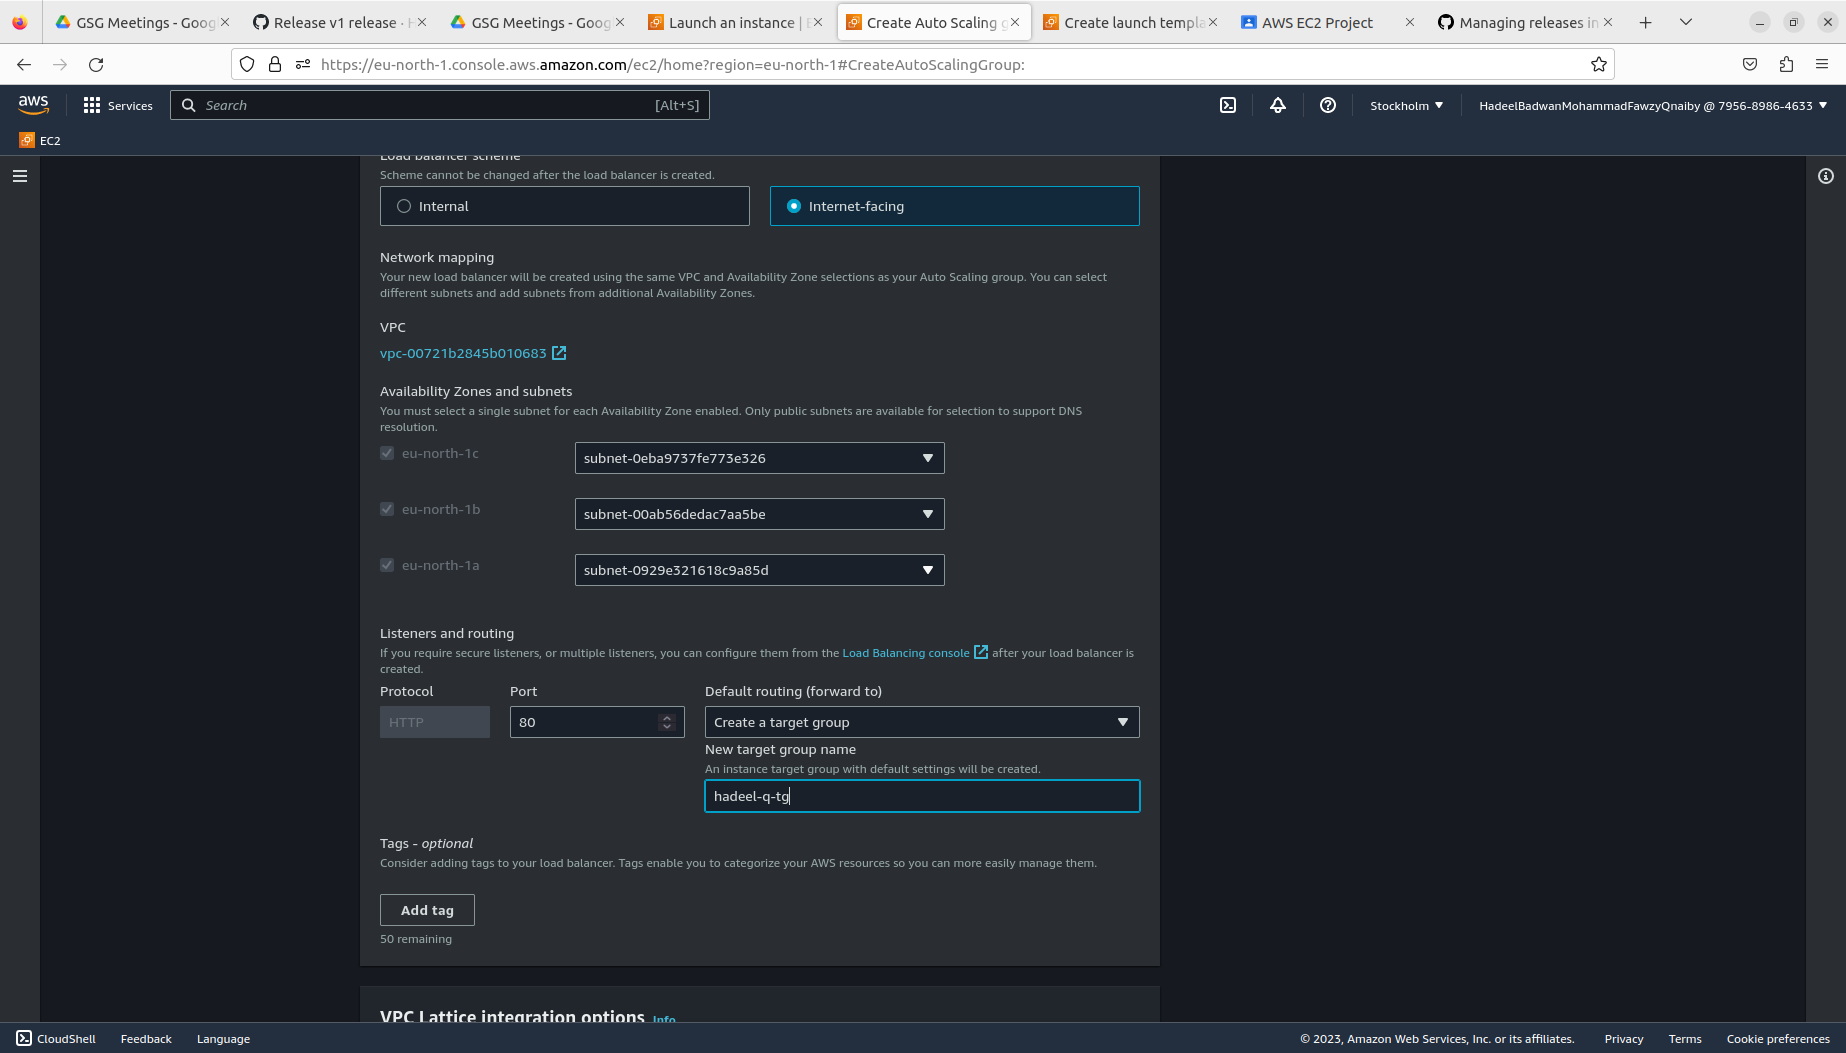 GSG Meetings - Goog
Release v1 release · H
GSG Meetings - Goog
Launch an instance | E
Create Auto Scaling g
Create launch templa
AWS EC2 Project
Managing releases in
https://eu-north-1.console.aws.amazon.com/ec2/home?region=eu-north-1#CreateAutoScalingGroup:
aws
Services
Search
[Alt+S]
Stockholm
HadeelBadwanMohammadFawzyQnaiby @ 7956-8986-4633
EC2
Load balancer scheme
Scheme cannot be changed after the load balancer is created.
Internal
Internet-facing
Network mapping
Your new load balancer will be created using the same VPC and Availability Zone selections as your Auto Scaling group. You can select
different subnets and add subnets from additional Availability Zones.
VPC
vpc-00721b2845b010683
Availability Zones and subnets
You must select a single subnet for each Availability Zone enabled. Only public subnets are available for selection to support DNS
resolution.
eu-north-1c
subnet-0eba9737fe773e326
eu-north-1b
subnet-00ab56dedac7aa5be
eu-north-1a
subnet-0929e321618c9a85d
Listeners and routing
If you require secure listeners, or multiple listeners, you can configure them from the Load Balancing console after your load balancer is
created.
Protocol
Port
Default routing (forward to)
HTTP
80
Create a target group
New target group name
An instance target group with default settings will be created.
hadeel-q-tg
Tags - optional
Consider adding tags to your load balancer. Tags enable you to categorize your AWS resources so you can more easily manage them.
Add tag
50 remaining
VPC Lattice integration options Info
CloudShell
Feedback
Language
© 2023, Amazon Web Services, Inc. or its affiliates.
Privacy
Terms
Cookie preferences